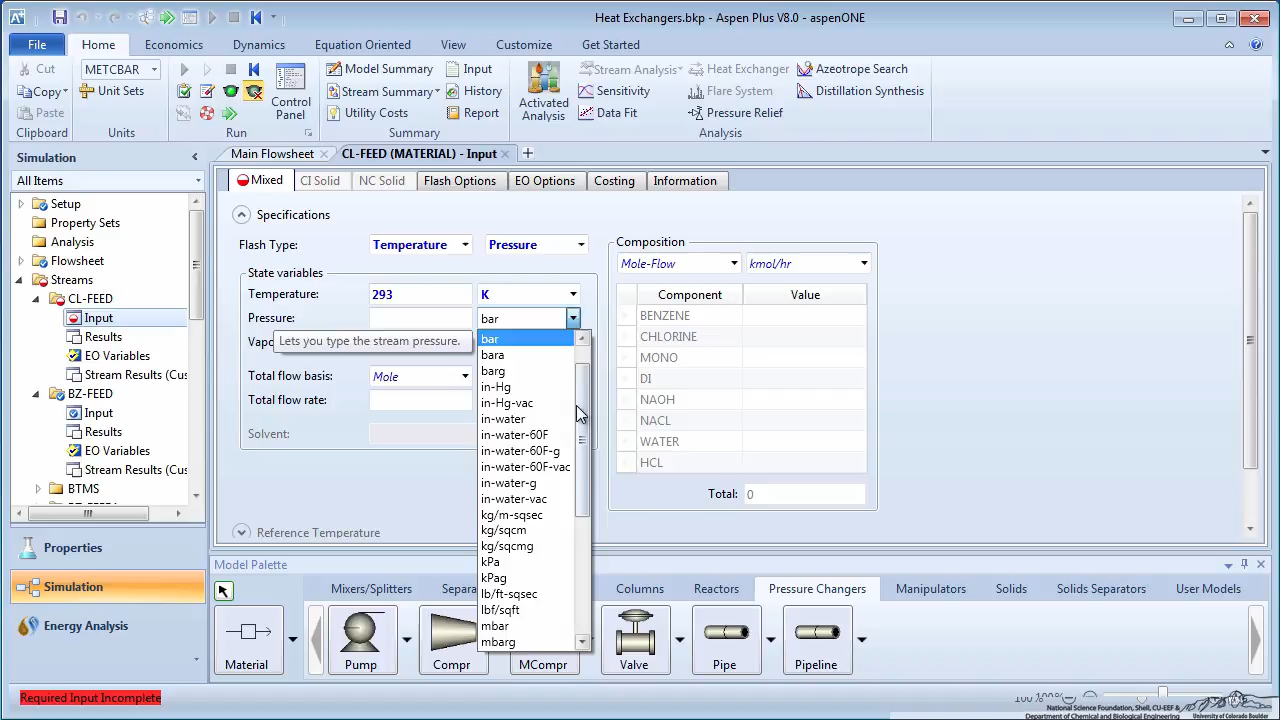 Heat Exchangers.bkp - Aspen Plus V8.0 - aspenONE
File Home Economics Dynamics Equation Oriented View Customize Get Started
Cut METCBAR Model Summary Input Stream Analysis Heat Exchanger Azeotrope Search
Copy Unit Sets Stream Summary History Sensitivity Flare System Distillation Synthesis
Paste Control Panel Utility Costs Report Activated Analysis Data Fit Pressure Relief
Clipboard Units Run Summary Analysis
Simulation Main Flowsheet CL-FEED (MATERIAL) - Input
All Items Mixed CI Solid NC Solid Flash Options EO Options Costing Information
Setup
Property Sets
Analysis
Flowsheet
Streams
CL-FEED
Input
Results
EO Variables
Stream Results (Cus
BZ-FEED
Input
Results
EO Variables
Stream Results (Cus
BTMS
Properties
Simulation
Energy Analysis
Specifications
Flash Type: Temperature Pressure
State variables
Temperature: 293 K
Pressure: bar
Lets you type the stream pressure.
Total flow basis: Mole
Total flow rate:
Solvent:
Reference Temperature
bar
bara
barg
in-Hg
in-Hg-vac
in-water
in-water-60F
in-water-60F-g
in-water-60F-vac
in-water-g
in-water-vac
kg/m-sqsec
kg/sqcm
kg/sqcmg
kPa
kPag
lb/ft-sqsec
lbf/sqft
mbar
mbarg
Composition
Mole-Flow kmol/hr
Component Value
BENZENE
CHLORINE
MONO
DI
NAOH
NACL
WATER
HCL
Total: 0
Model Palette
Mixers/Splitters Columns Reactors Pressure Changers Manipulators Solids Solids Separators User Models
Material Pump Compr MCompr Valve Pipe Pipeline
Required Input Incomplete
National Science Foundation, Shell, CU-EEF &
Department of Chemical and Biological Engineering
University of Colorado Boulder